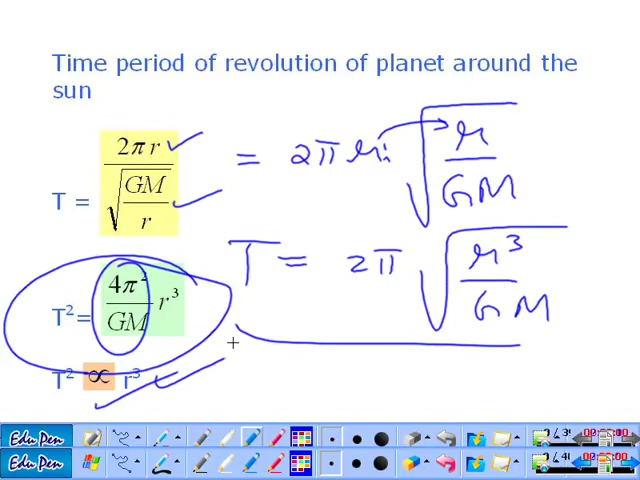 Time period of revolution of planet around the
sun
T = 2π r / √(GM / r) = 2π r √(r / GM)
T = 2π √(r³ / GM)
T² = 4π² / GM r³
T² ∝ r³
Edu Pen
Edu Pen